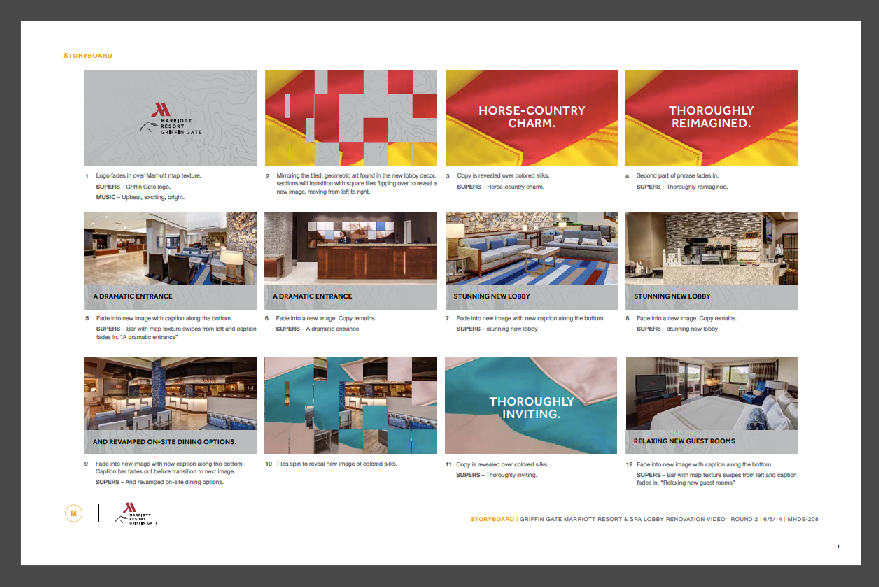 STORYBOARD
MARRIOTT
RESORT
GRIFFIN GATE
HORSE-COUNTRY
CHARM.
THOROUGHLY
REIMAGINED.
1 Logo fades in over Marriott map texture.
SUPERS – Griffin Gate logo.
MUSIC – Upbeat, exciting, bright.
2 Mirroring the tiled, geometric art found in the new lobby decor,
sections will transition with square tiles flipping over to reveal a
new image, moving from left to right.
3 Copy is revealed over colored silks.
SUPERS – Horse-country charm.
4 Second part of phrase fades in.
SUPERS – Thoroughly reimagined.
A DRAMATIC ENTRANCE
A DRAMATIC ENTRANCE
STUNNING NEW LOBBY
STUNNING NEW LOBBY
5 Fade into new image with caption along the bottom.
SUPERS – Bar with map texture swipes from left and caption
fades in. "A dramatic entrance"
6 Fade into a new image. Copy remains.
SUPERS – A dramatic entrance
7 Fade into new image with new caption along the bottom
SUPERS – stunning new lobby
8 Fade into a new image. Copy remains.
SUPERS – stunning new lobby
AND REVAMPED ON-SITE DINING OPTIONS.
THOROUGHLY
INVITING.
RELAXING NEW GUEST ROOMS
9 Fade into new image with new caption along the bottom.
Caption bar fades out before transition to next image.
SUPERS – And revamped on-site dining options.
10 Tiles spin to reveal new image of colored silks.
11 Copy is revealed over colored silks
SUPERS – Thoroughly inviting.
12 Fade into new image with caption along the bottom.
SUPERS – Bar with map texture swipes from left and caption
fades in. "Relaxing new guest rooms"
M
MARRIOTT
RESORT
GRIFFIN GATE
STORYBOARD | GRIFFIN GATE MARRIOTT RESORT & SPA LOBBY RENOVATION VIDEO ROUND 2